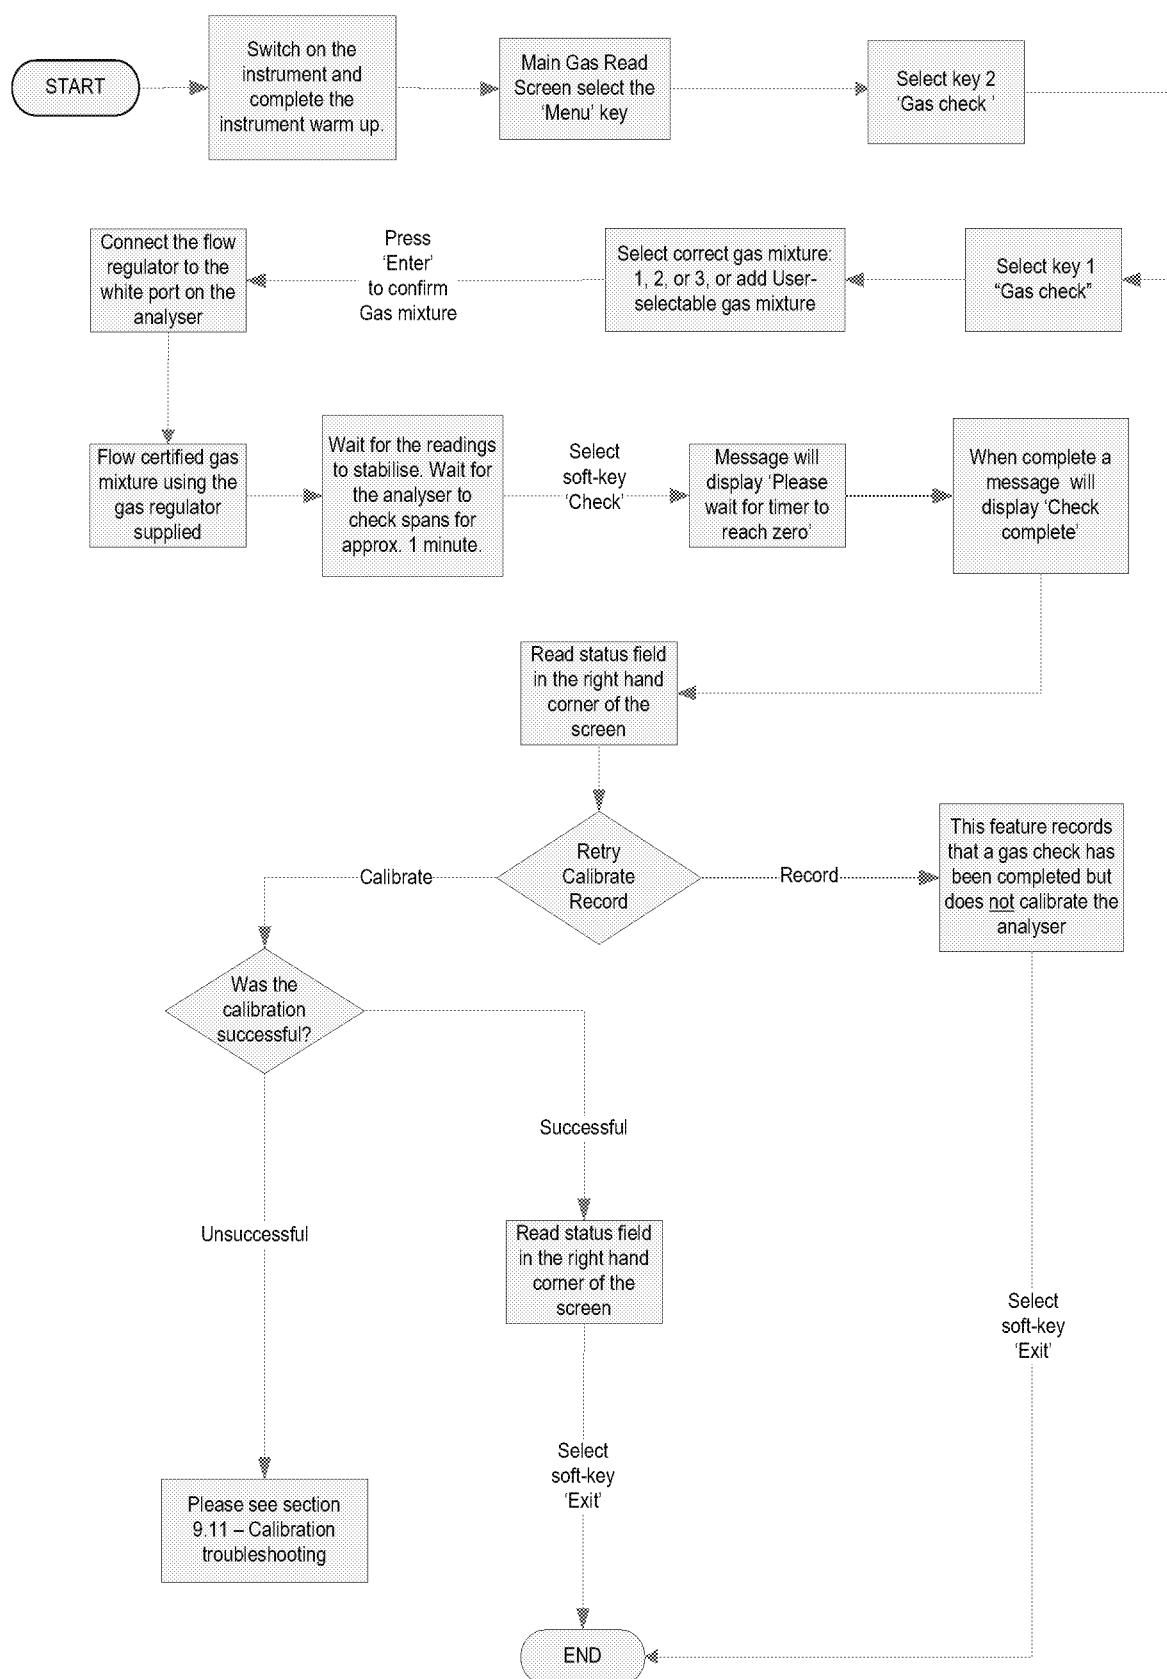 START
Switch on the
instrument and
complete the
instrument warm up.
Main Gas Read
Screen select the
‘Menu’ key
Select key 2
‘Gas check ’
Connect the flow
regulator to the
white port on the
analyser
Press
‘Enter’
to confirm
Gas mixture
Select correct gas mixture:
1, 2, or 3, or add User-
selectable gas mixture
Select key 1
“Gas check”
Flow certified gas
mixture using the
gas regulator
supplied
Wait for the readings
to stabilise. Wait for
the analyser to
check spans for
approx. 1 minute.
Select
soft-key
‘Check’
Message will
display ‘Please
wait for timer to
reach zero’
When complete a
message will
display ‘Check
complete’
Read status field
in the right hand
corner of the
screen
Retry
Calibrate
Record
Calibrate
Record
This feature records
that a gas check has
been completed but
does not calibrate the
analyser
Was the
calibration
successful?
Successful
Unsuccessful
Read status field
in the right hand
corner of the
screen
Select
soft-key
‘Exit’
Select
soft-key
‘Exit’
Please see section
9.11 – Calibration
troubleshooting
END